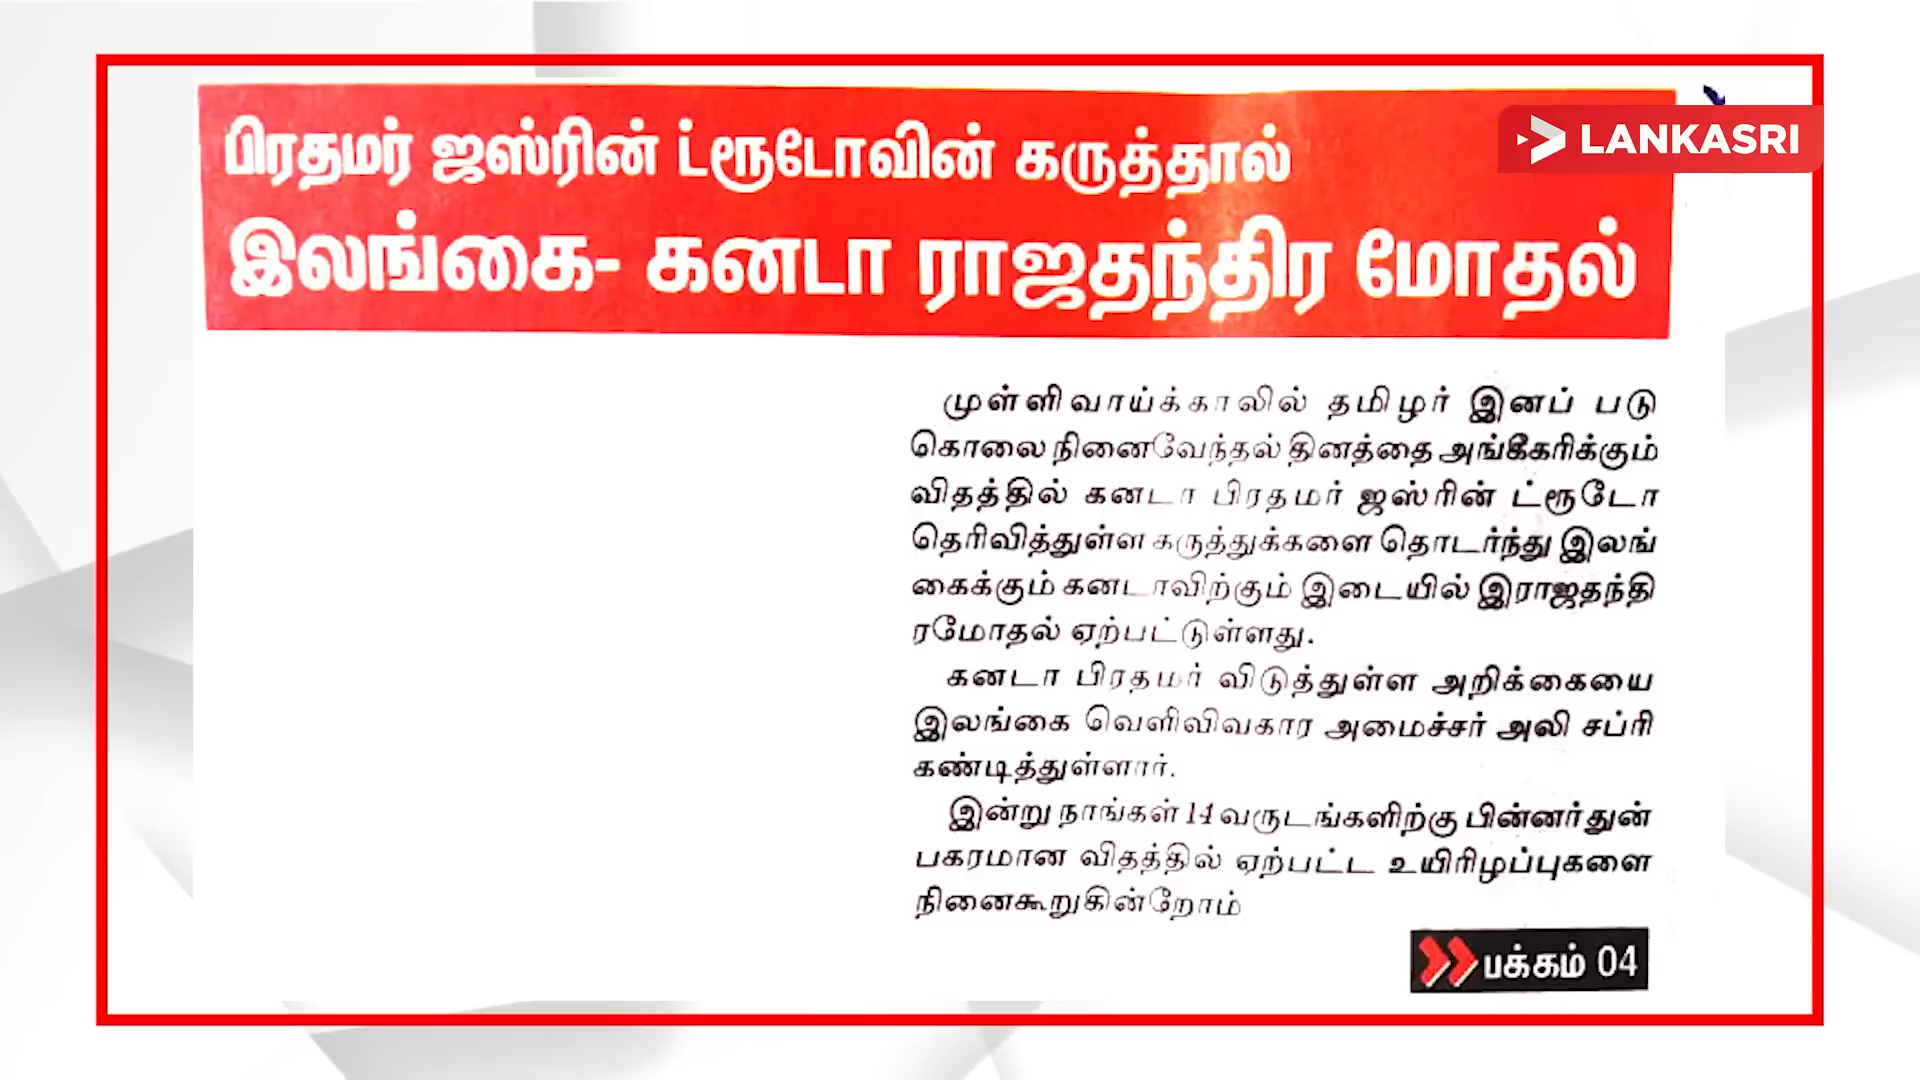 பிரதமர் ஜஸ்ரின் ட்ரூடோவின் கருத்தால்
LANKASRI
இலங்கை- கனடா ராஜதந்திர மோதல்
முள்ளிவாய்க்காலில் தமிழர் இனப் படு
கொலை நினைவேந்தல் தினத்தை அங்கீகரிக்கும்
விதத்தில் கனடா பிரதமர் ஜஸ்ரின் ட்ரூடோ
தெரிவித்துள்ள கருத்துக்களை தொடர்ந்து இலங்
கைக்கும் கனடாவிற்கும் இடையில் இராஜதந்தி
ரமோதல் ஏற்பட்டுள்ளது.
கனடா பிரதமர் விடுத்துள்ள அறிக்கையை
இலங்கை வெளிவிவகார அமைச்சர் அலி சப்ரி
கண்டித்துள்ளார்.
இன்று நாங்கள் 14 வருடங்களிற்கு பின்னர் துன்
பகரமான விதத்தில் ஏற்பட்ட உயிரிழப்புகளை
நினைகூறுகின்றோம்
பக்கம் 04